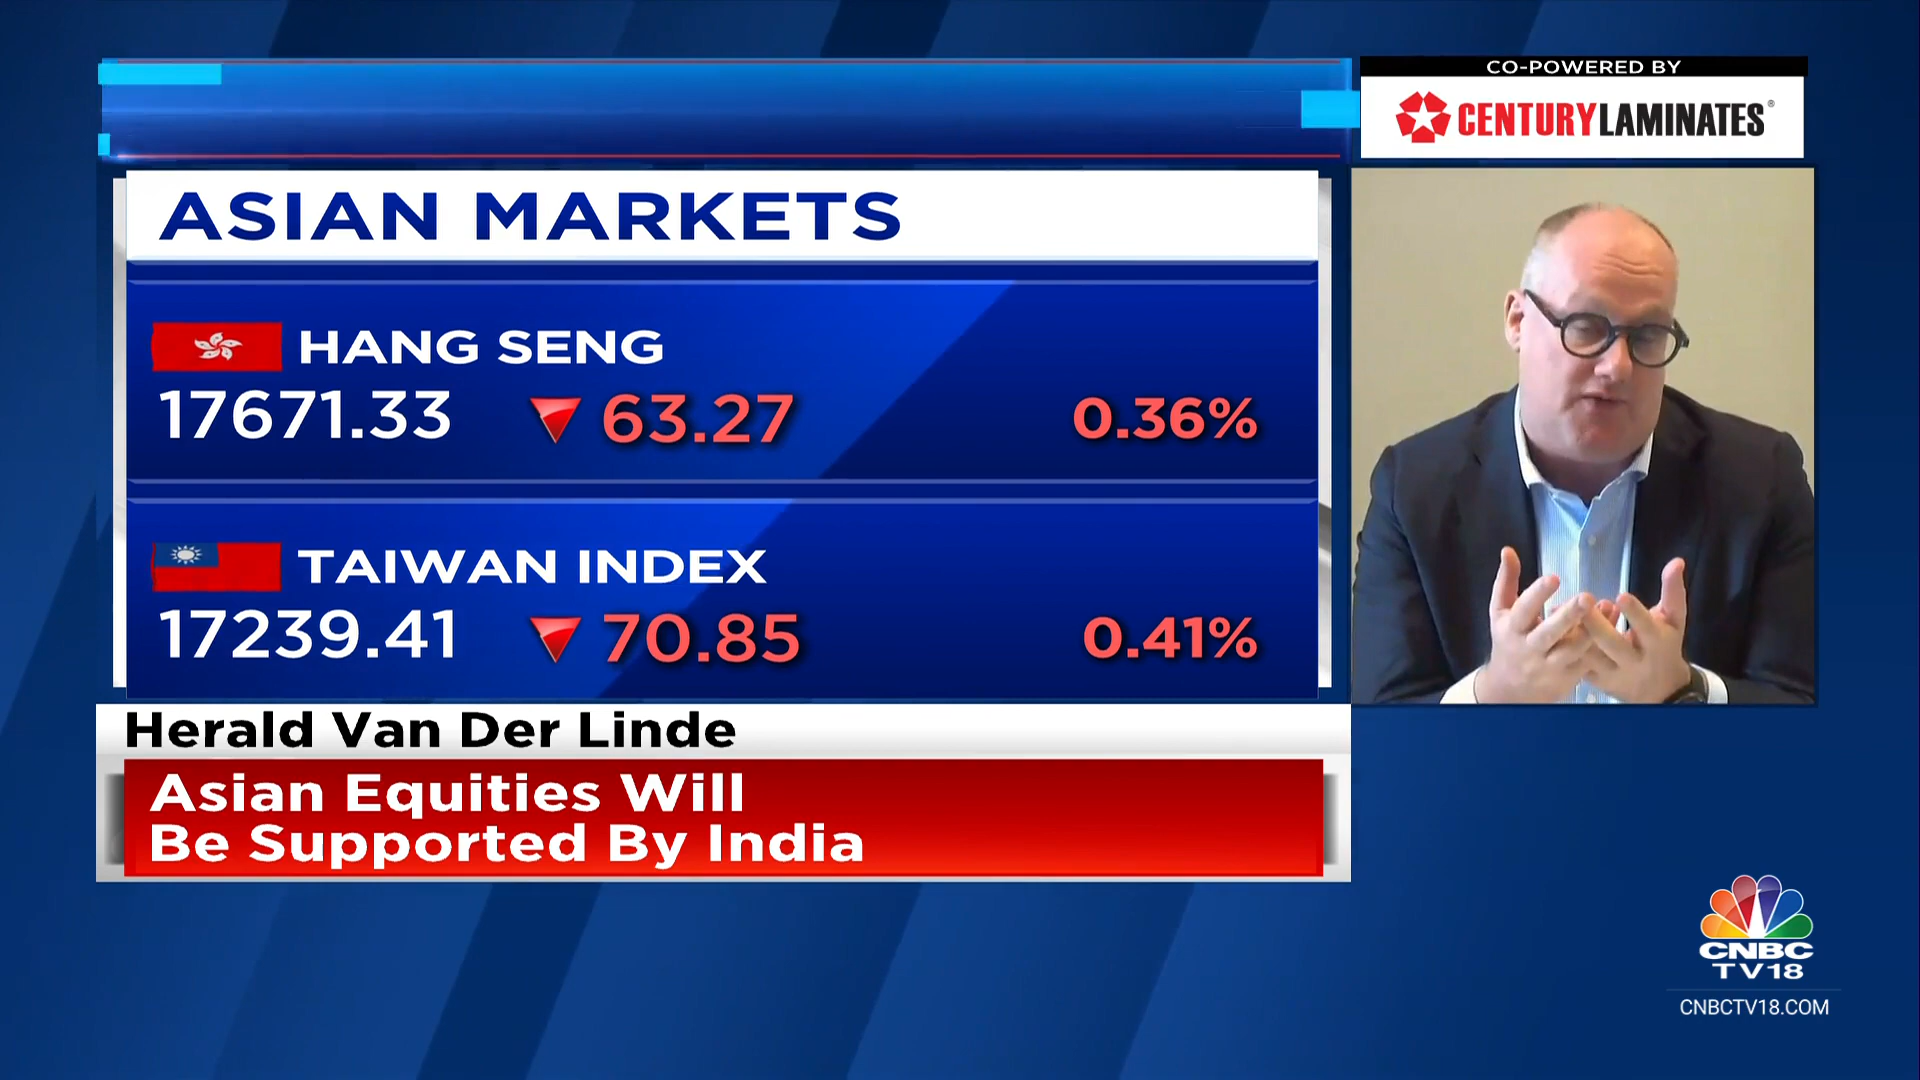 CO-POWERED BY
CENTURYLAMINATES®
ASIAN MARKETS
HANG SENG
17671.33 ▼ 63.27 0.36%
TAIWAN INDEX
17239.41 ▼ 70.85 0.41%
Herald Van Der Linde
Asian Equities Will
Be Supported By India
CNBC
TV18
CNBCTV18.COM